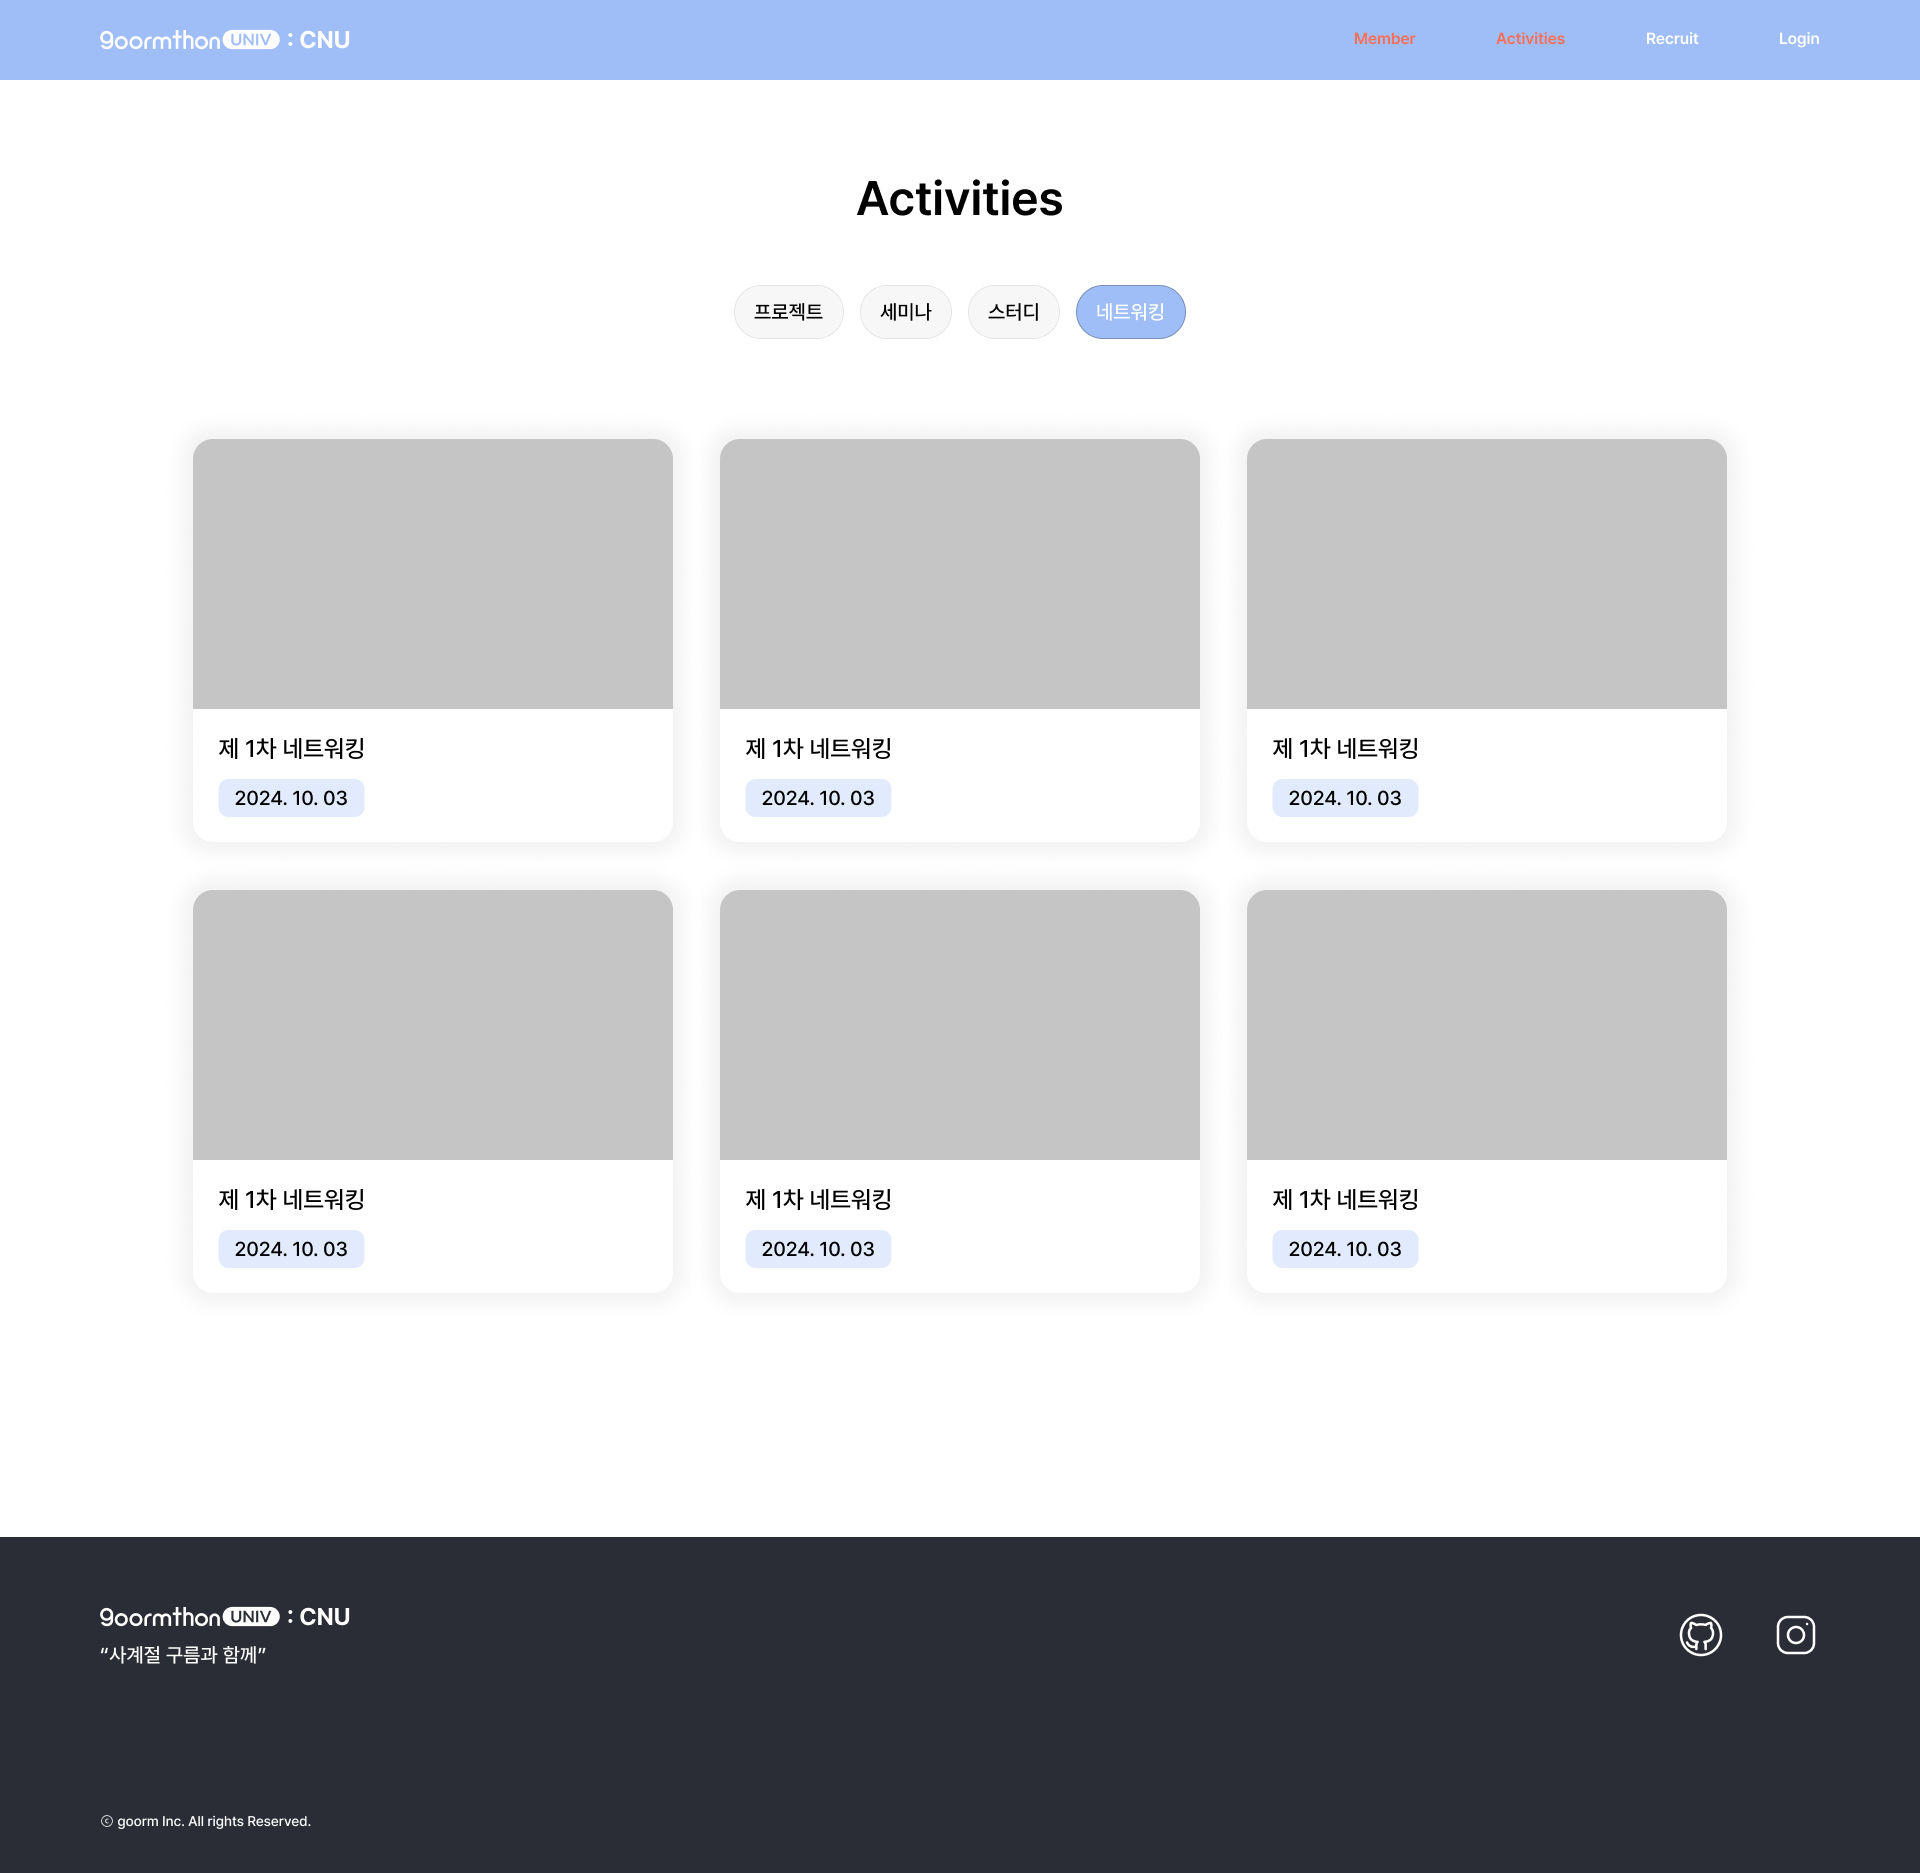 goormthon UNIV : CNU
Member Activities Recruit Login
Activities
프로젝트 세미나 스터디 네트워킹
제 1차 네트워킹 제 1차 네트워킹 제 1차 네트워킹
2024. 10. 03 2024. 10. 03 2024. 10. 03
제 1차 네트워킹 제 1차 네트워킹 제 1차 네트워킹
2024. 10. 03 2024. 10. 03 2024. 10. 03
goormthon UNIV : CNU
“사계절 구름과 함께”
ⓒ goorm Inc. All rights Reserved.